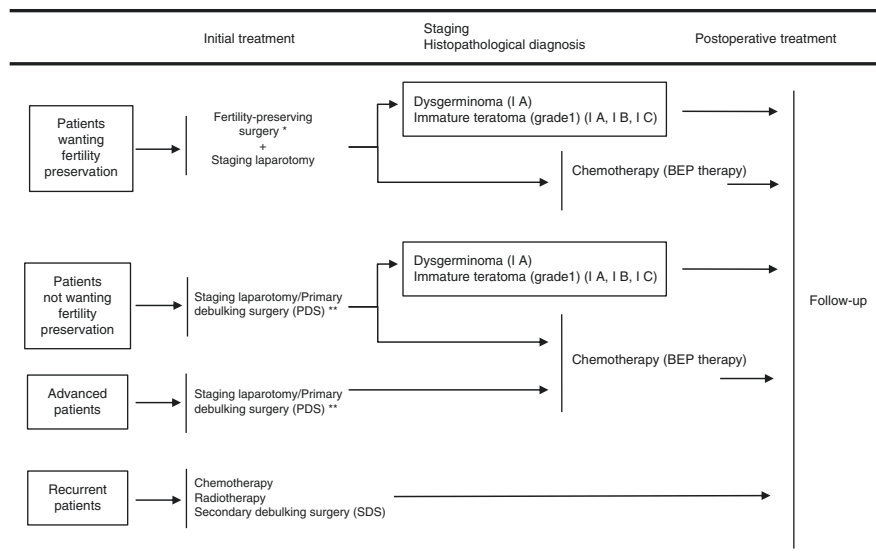 Initial treatment
Staging
Histopathological diagnosis
Postoperative treatment
Patients
wanting
fertility
preservation
Fertility-preserving
surgery *
+
Staging laparotomy
Dysgerminoma (I A)
Immature teratoma (grade1) (I A, I B, I C)
Chemotherapy (BEP therapy)
Patients
not wanting
fertility
preservation
Staging laparotomy/Primary
debulking surgery (PDS) **
Dysgerminoma (I A)
Immature teratoma (grade1) (I A, I B, I C)
Chemotherapy (BEP therapy)
Follow-up
Advanced
patients
Staging laparotomy/Primary
debulking surgery (PDS) **
Recurrent
patients
Chemotherapy
Radiotherapy
Secondary debulking surgery (SDS)